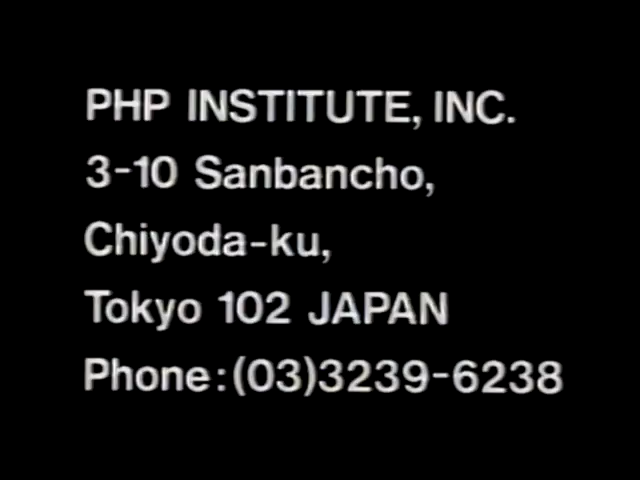 PHP INSTITUTE, INC.
3-10 Sanbancho,
Chiyoda-ku,
Tokyo 102 JAPAN
Phone:(03)3239-6238